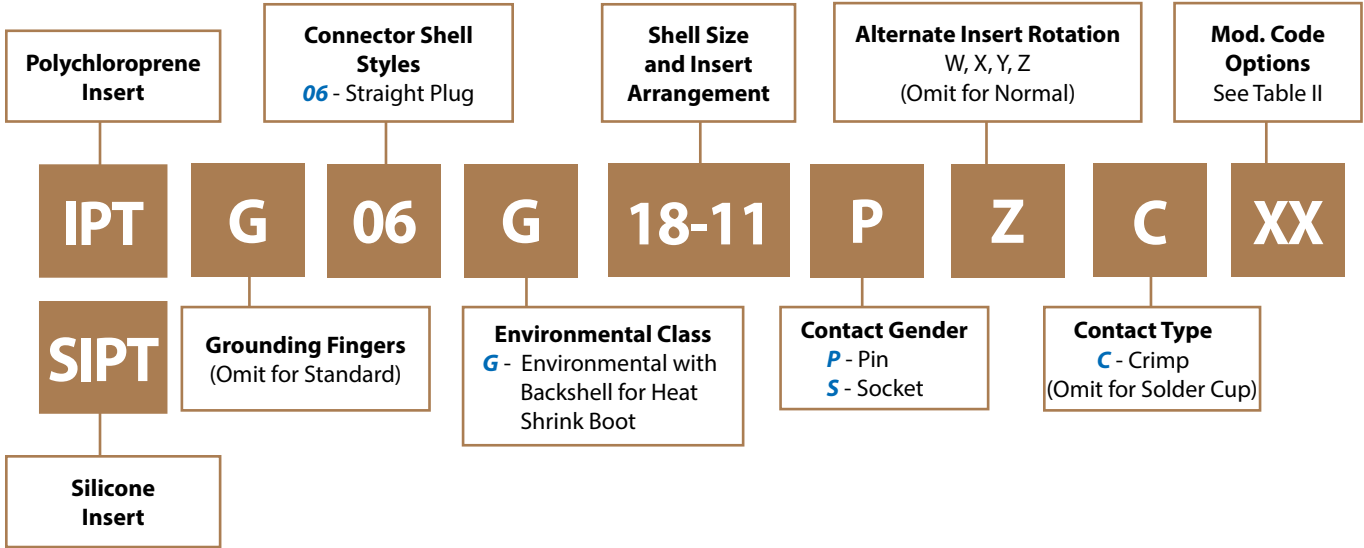 Polychloroprene
Insert
Connector Shell
Styles
06 - Straight Plug
Shell Size
and Insert
Arrangement
Alternate Insert Rotation
W, X, Y, Z
(Omit for Normal)
Mod. Code
Options
See Table II
IPT
G
06
G
18-11
P
Z
C
XX
SIPT
Grounding Fingers
(Omit for Standard)
Environmental Class
G - Environmental with
Backshell for Heat
Shrink Boot
Contact Gender
P - Pin
S - Socket
Contact Type
C - Crimp
(Omit for Solder Cup)
Silicone
Insert